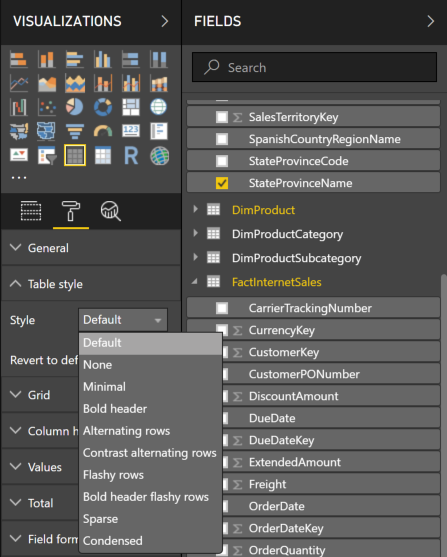 VISUALIZATIONS
FIELDS
Search
123
R
SalesTerritoryKey
SpanishCountryRegionName
StateProvinceCode
StateProvinceName
DimProduct
DimProductCategory
DimProductSubcategory
FactInternetSales
CarrierTrackingNumber
CurrencyKey
CustomerKey
CustomerPONumber
DiscountAmount
DueDate
DueDateKey
ExtendedAmount
Freight
OrderDate
OrderDateKey
OrderQuantity
General
Table style
Style
Default
Default
None
Minimal
Bold header
Alternating rows
Contrast alternating rows
Flashy rows
Bold header flashy rows
Sparse
Condensed
Revert to def
Grid
Column h
Values
Total
Field form